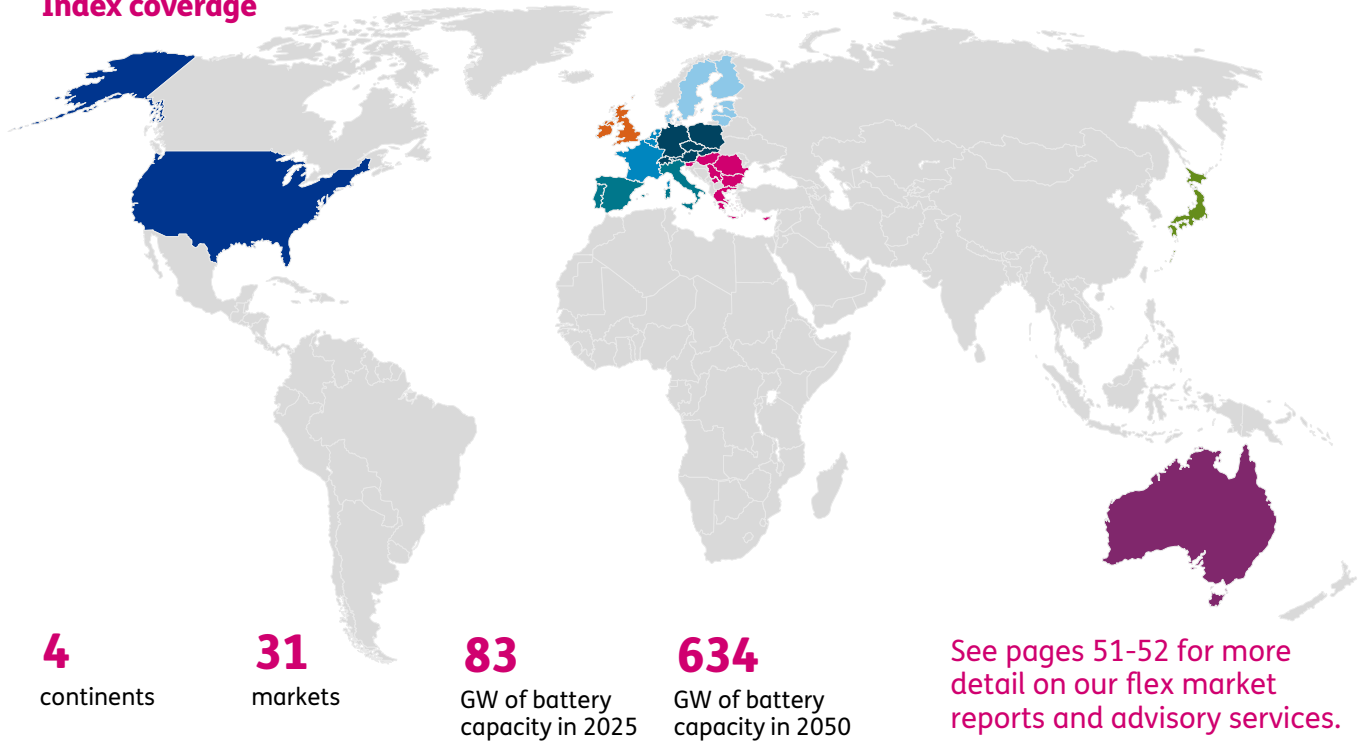 Index coverage
4
continents
31
markets
83
GW of battery
capacity in 2025
634
GW of battery
capacity in 2050
See pages 51-52 for more
detail on our flex market
reports and advisory services.